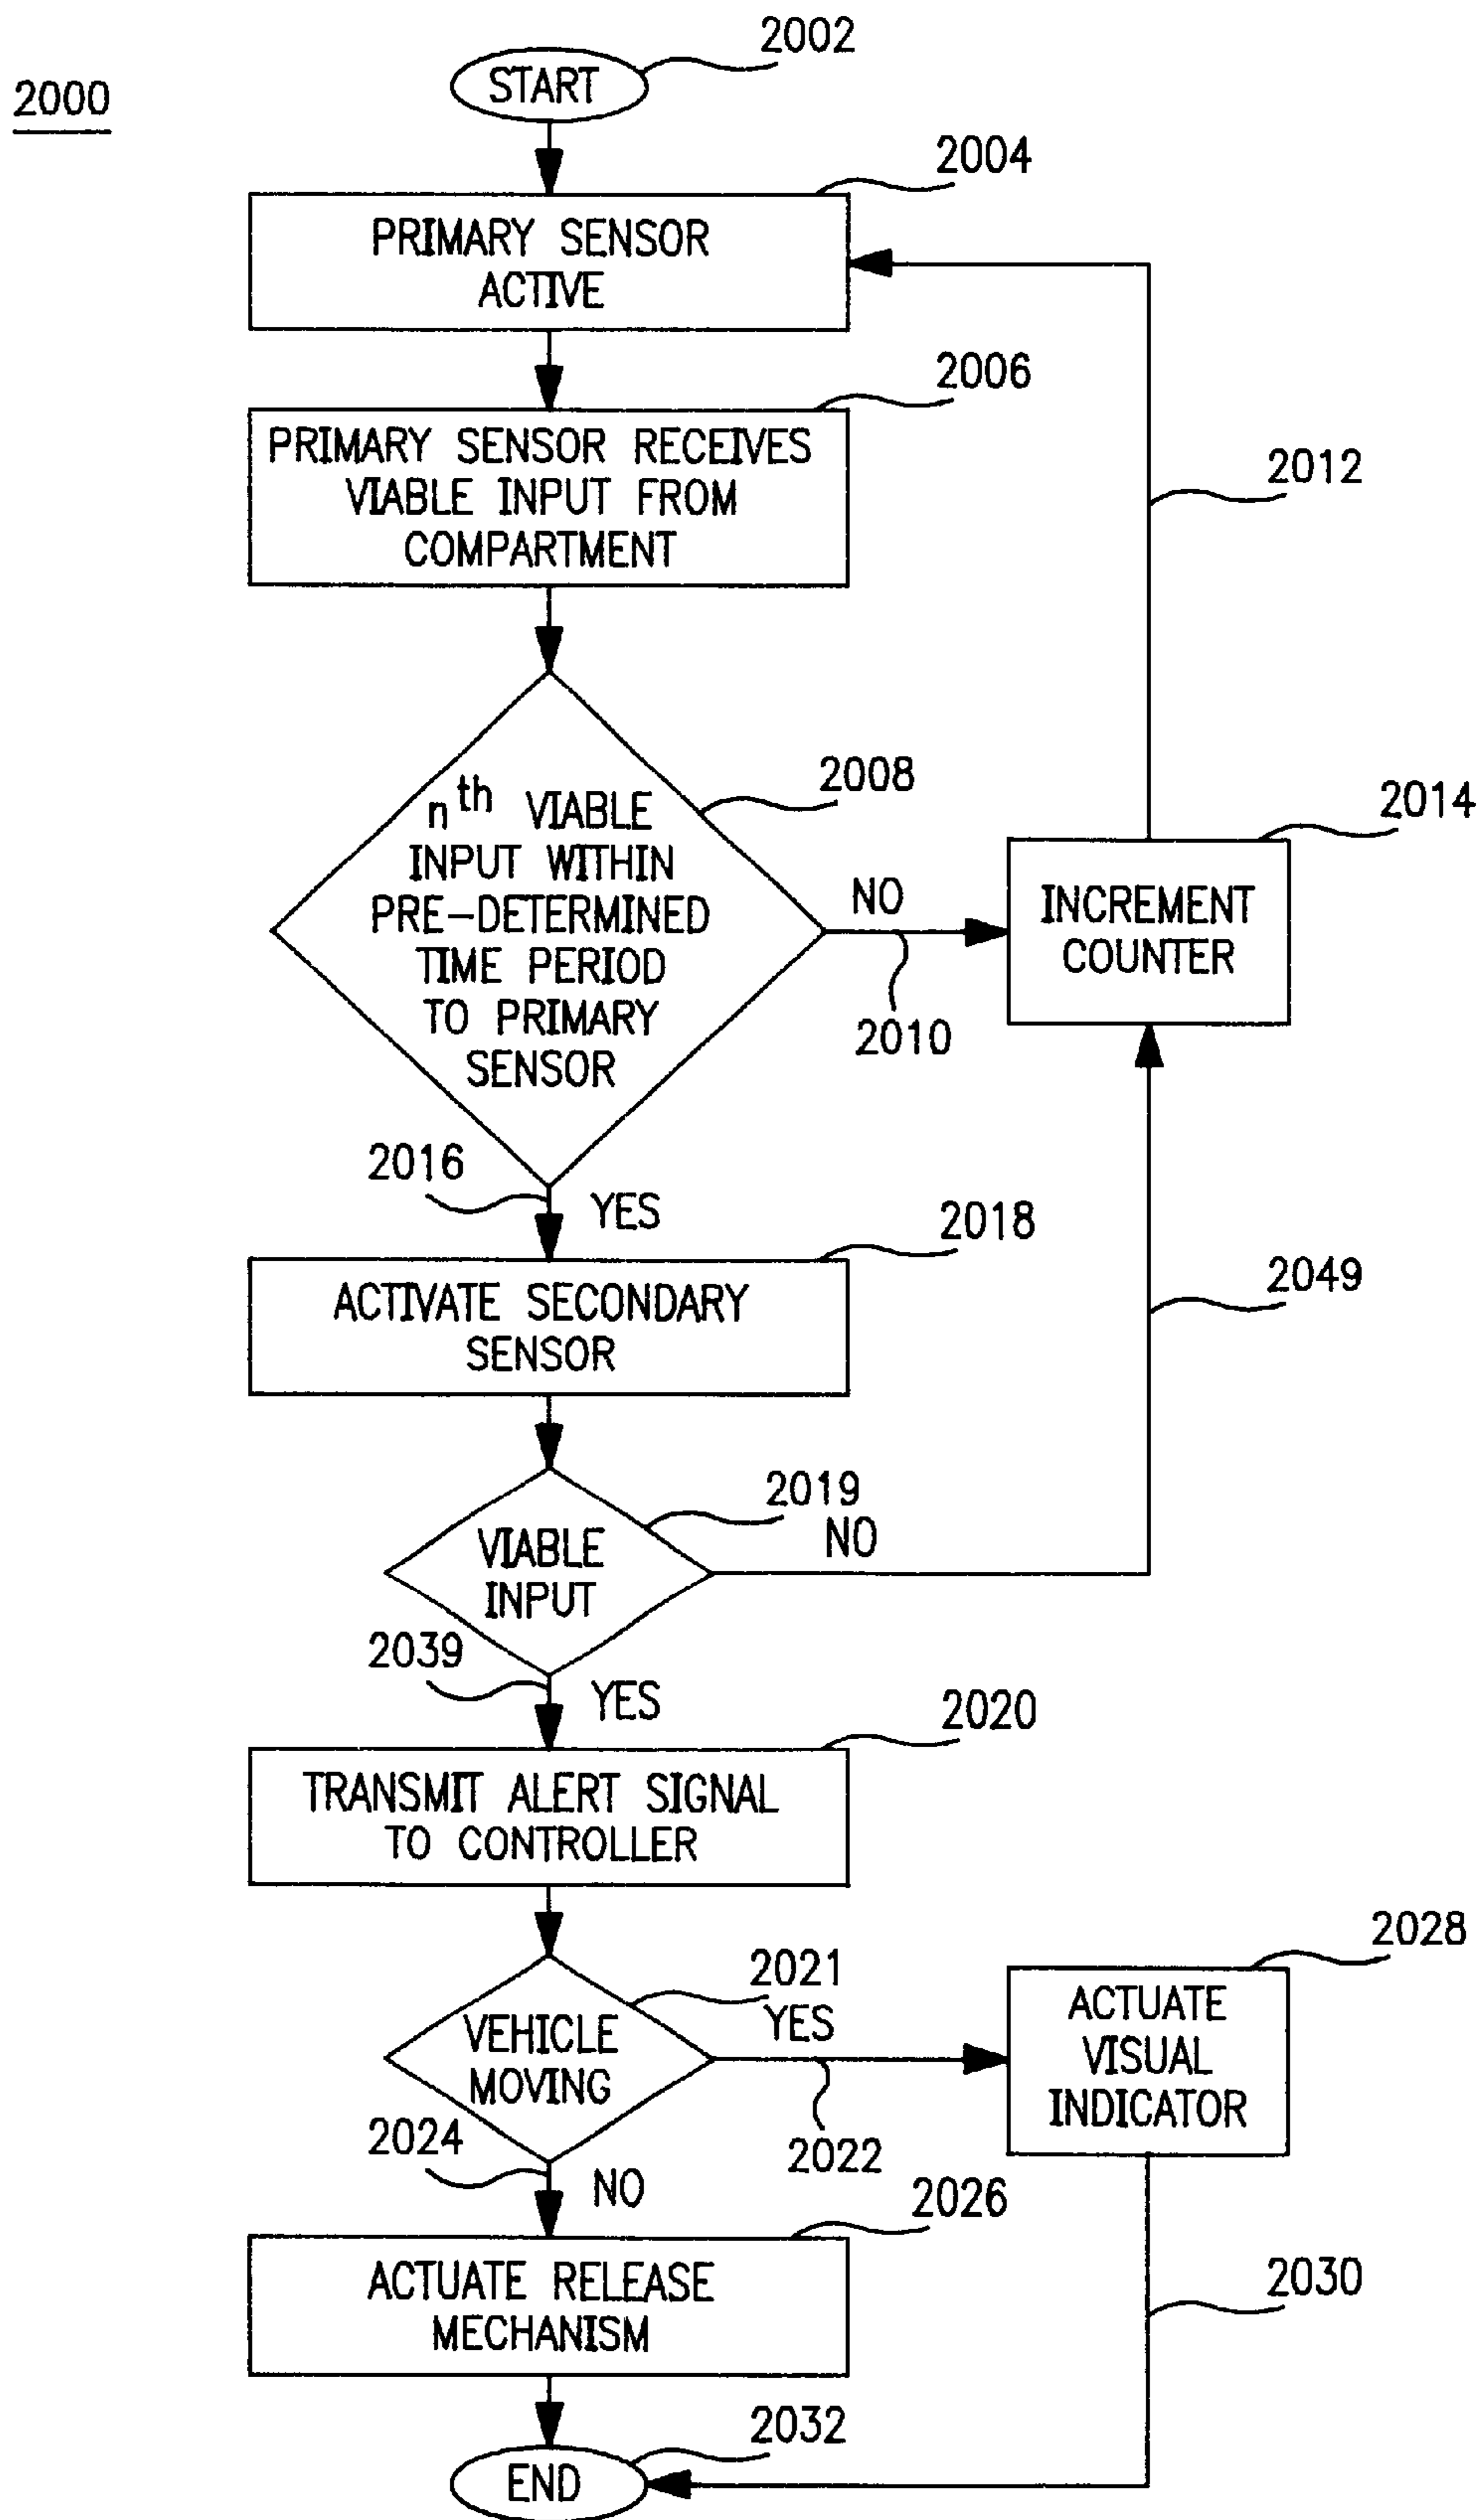 2000
START
2002
PRIMARY SENSOR
ACTIVE
2004
PRIMARY SENSOR RECEIVES
VIABLE INPUT FROM
COMPARTMENT
2006
2012
nth VIABLE
INPUT WITHIN
PRE-DETERMINED
TIME PERIOD
TO PRIMARY
SENSOR
2008
NO
2010
INCREMENT
COUNTER
2014
2016
YES
ACTIVATE SECONDARY
SENSOR
2018
2049
VIABLE
INPUT
2019
NO
2039
YES
TRANSMIT ALERT SIGNAL
TO CONTROLLER
2020
VEHICLE
MOVING
2021
YES
2022
ACTUATE
VISUAL
INDICATOR
2028
2024
NO
ACTUATE RELEASE
MECHANISM
2026
2030
END
2032